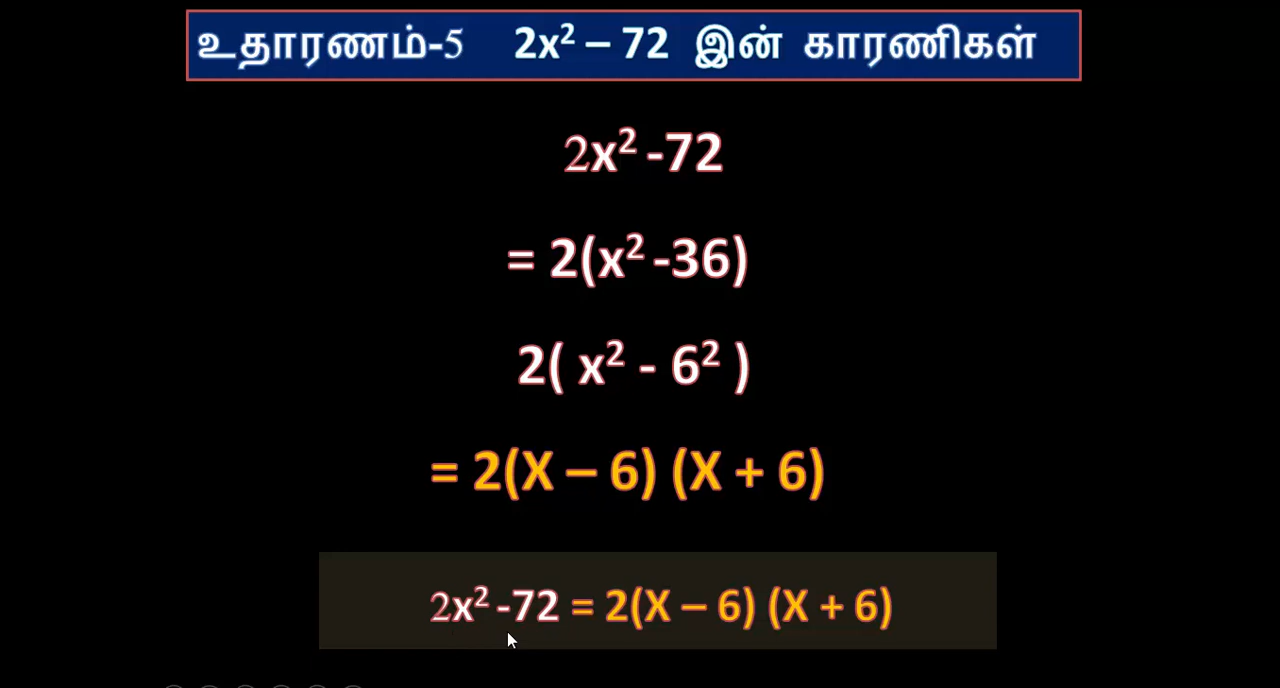 உதாரணம்-5 2x² – 72 இன் காரணிகள்
2x² -72
= 2(x² -36)
2( x² - 6² )
= 2(X – 6) (X + 6)
2x² -72 = 2(X – 6) (X + 6)